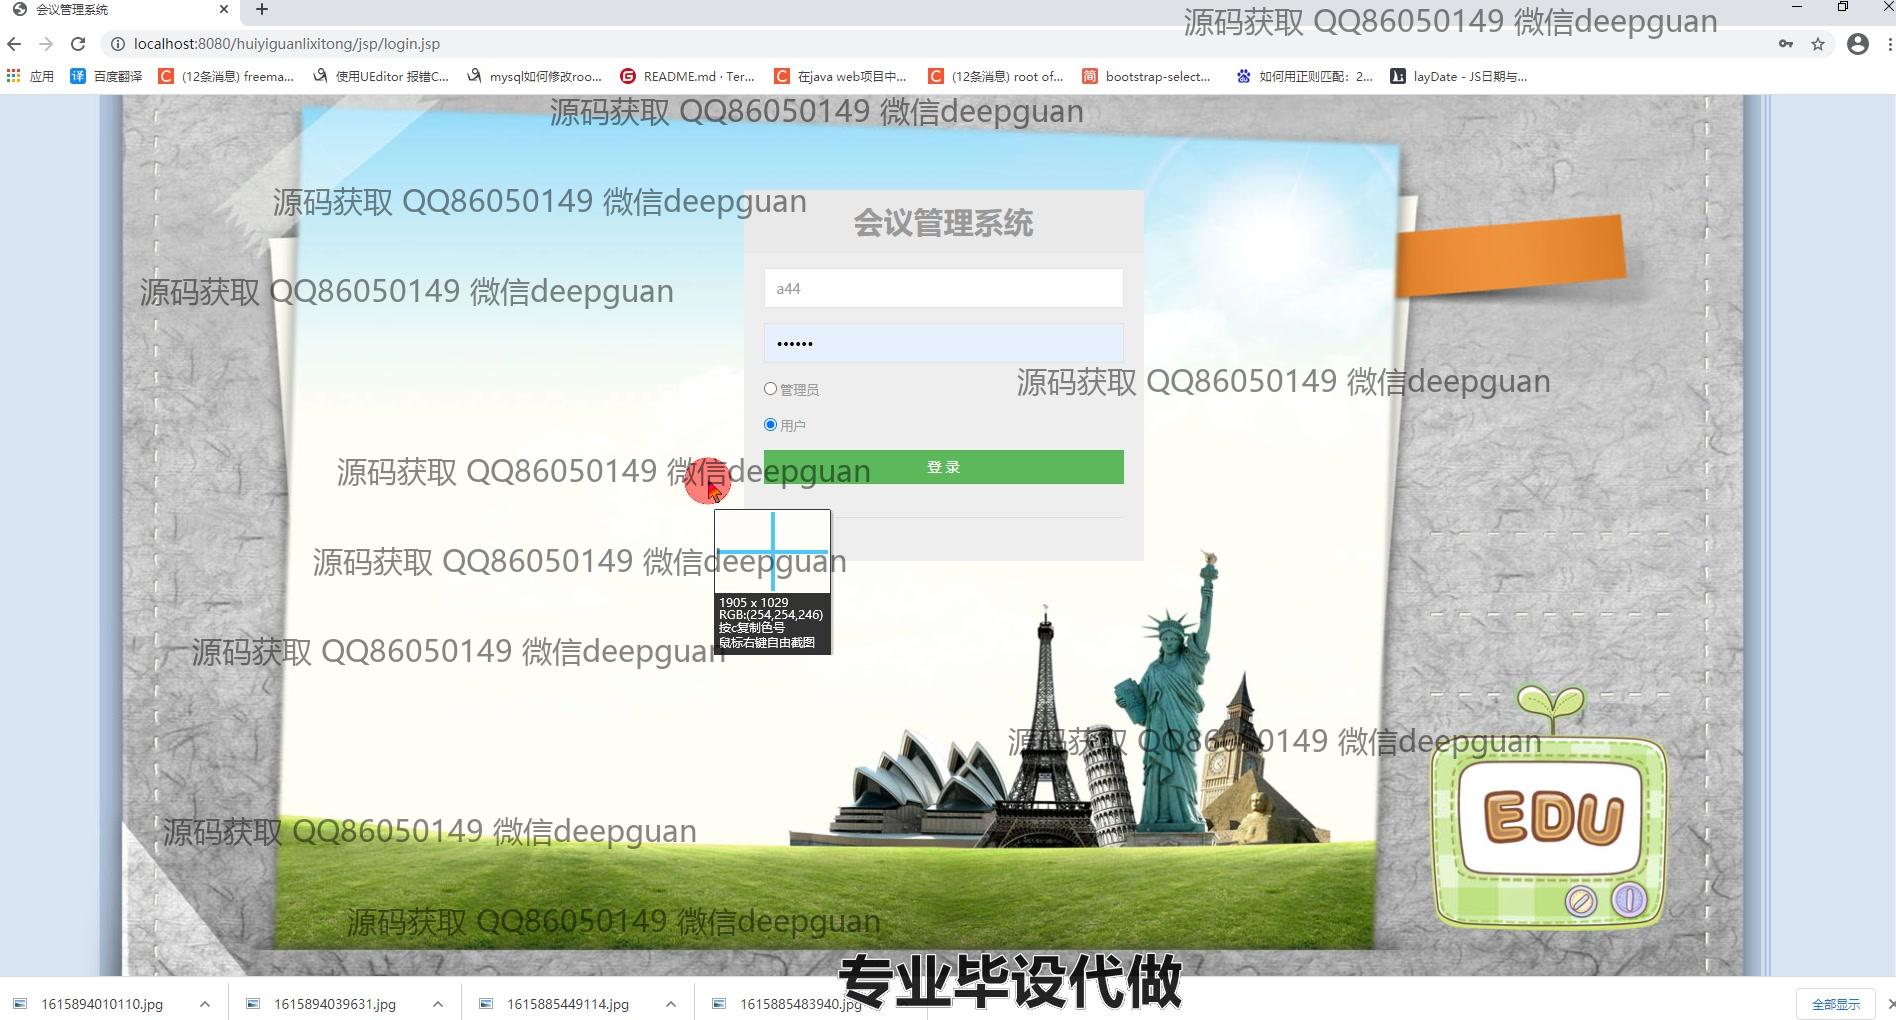 会议管理系统
源码获取 QQ86050149 微信deepguan
localhost:8080/huiyiguanlixitong/jsp/login.jsp
应用
译 百度翻译
C (12条消息) freema...
使用UEditor 报错C...
mysql如何修改roo...
G README.md · Ter...
C 在java web项目中...
C (12条消息) root of...
简 bootstrap-select...
如何用正则匹配：2...
layDate - JS日期与...
源码获取 QQ86050149 微信deepguan
源码获取 QQ86050149 微信deepguan
会议管理系统
源码获取 QQ86050149 微信deepguan
a44
••••••
管理员
源码获取 QQ86050149 微信deepguan
用户
登 录
源码获取 QQ86050149 微信deepguan
源码获取 QQ86050149 微信deepguan
1905 x 1029
RGB:(254,254,246)
按c复制色号
鼠标右键自由截图
源码获取 QQ86050149 微信deepguan
源码获取 QQ86050149 微信deepguan
EDU
源码获取 QQ86050149 微信deepguan
源码获取 QQ86050149 微信deepguan
专业毕设代做
1615894010110.jpg
1615894039631.jpg
1615885449114.jpg
1615885483940.jpg
全部显示